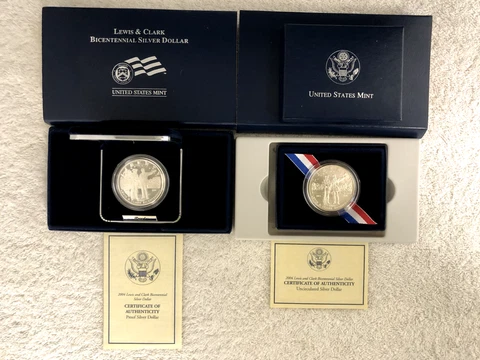 LEWIS & CLARK
BICENTENNIAL SILVER DOLLAR
UNITED STATES MINT
UNITED STATES MINT
2004 Lewis and Clark Bicentennial
Silver Dollar
CERTIFICATE OF
AUTHENTICITY
Proof Silver Dollar
2004 Lewis and Clark Bicentennial Silver Dollar
CERTIFICATE OF AUTHENTICITY
Uncirculated Silver Dollar